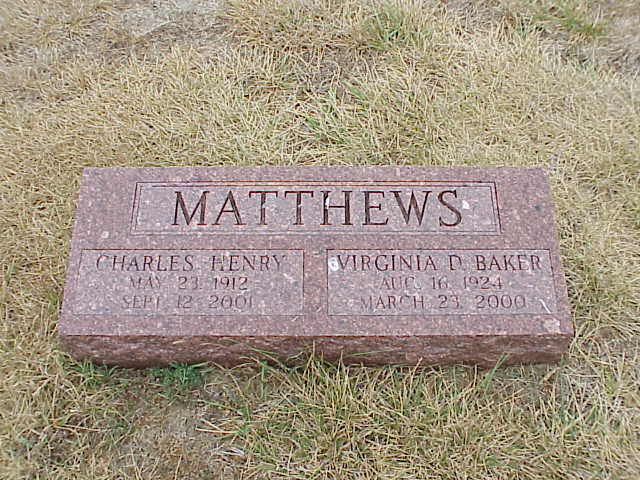 MATTHEWS
CHARLES HENRY
MAY 23 1912
SEPT 12 2001
VIRGINIA D. BAKER
AUG. 16 1924
MARCH 23, 2000